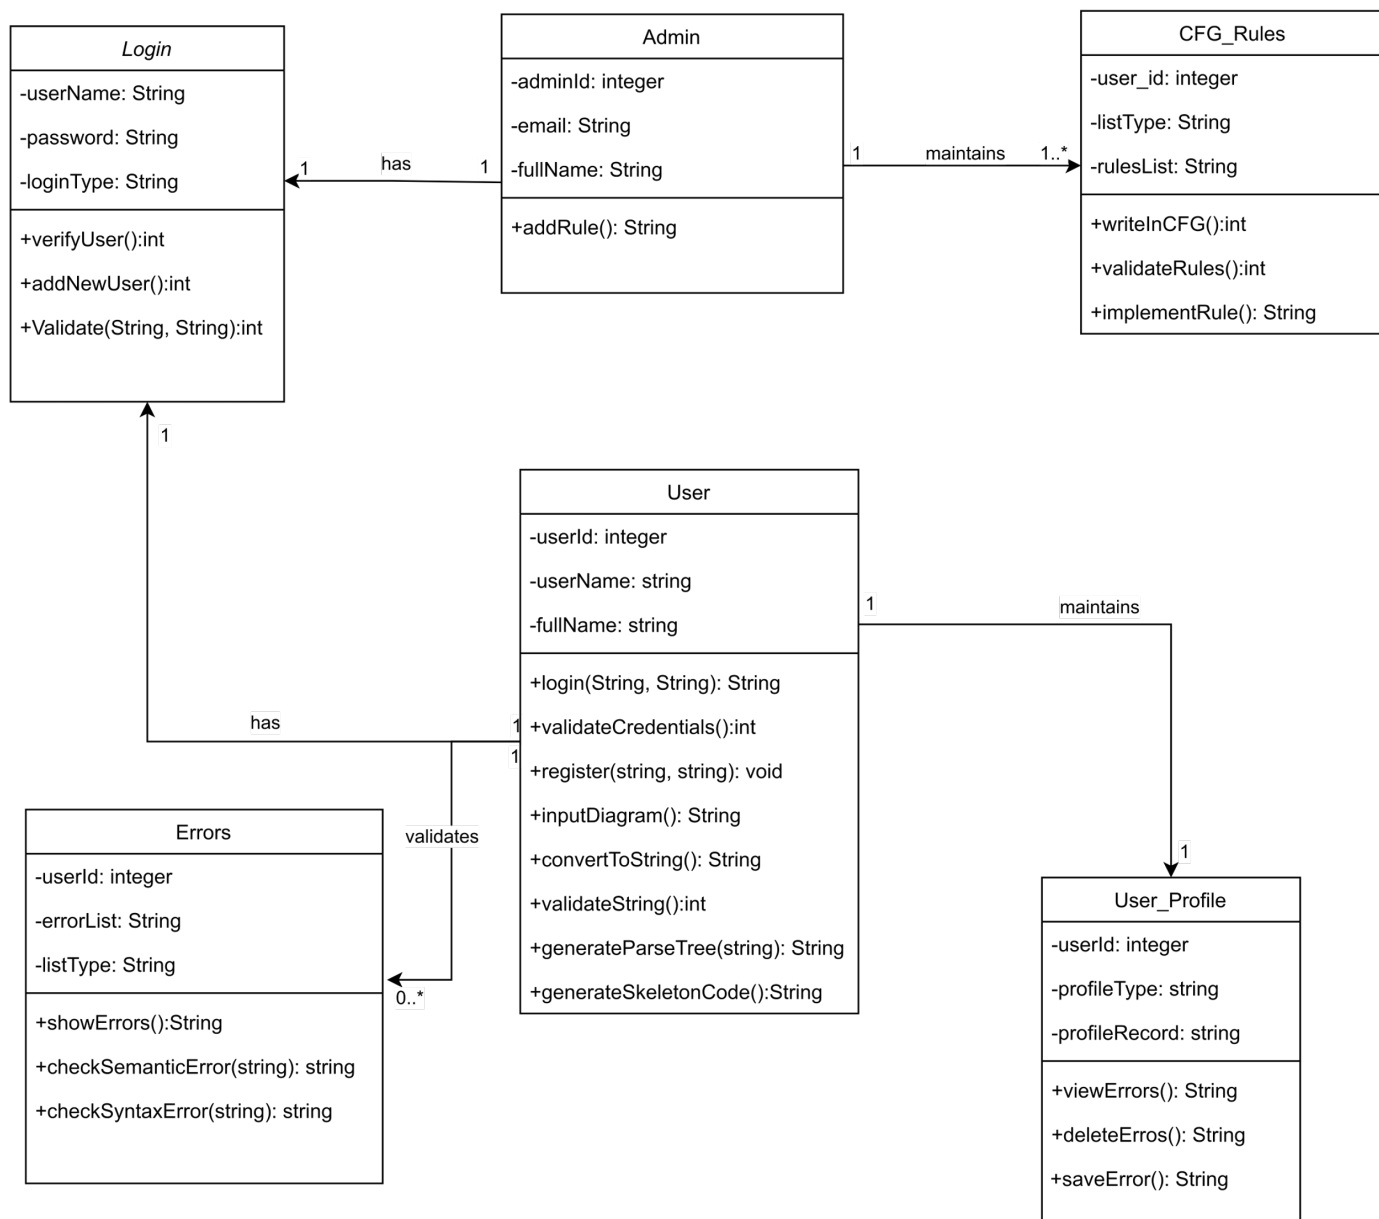 Login
-userName: String
-password: String
-loginType: String
+verifyUser():int
+addNewUser():int
+Validate(String, String):int
1
has
1
Admin
-adminId: integer
-email: String
-fullName: String
+addRule(): String
1
maintains
1..*
CFG_Rules
-user_id: integer
-listType: String
-rulesList: String
+writeInCFG():int
+validateRules():int
+implementRule(): String
1
has
1
1
validates
0..*
User
-userId: integer
-userName: string
-fullName: string
+login(String, String): String
+validateCredentials():int
+register(string, string): void
+inputDiagram(): String
+convertToString(): String
+validateString():int
+generateParseTree(string): String
+generateSkeletonCode():String
1
maintains
1
Errors
-userId: integer
-errorList: String
-listType: String
+showErrors():String
+checkSemanticError(string): string
+checkSyntaxError(string): string
User_Profile
-userId: integer
-profileType: string
-profileRecord: string
+viewErrors(): String
+deleteErros(): String
+saveError(): String